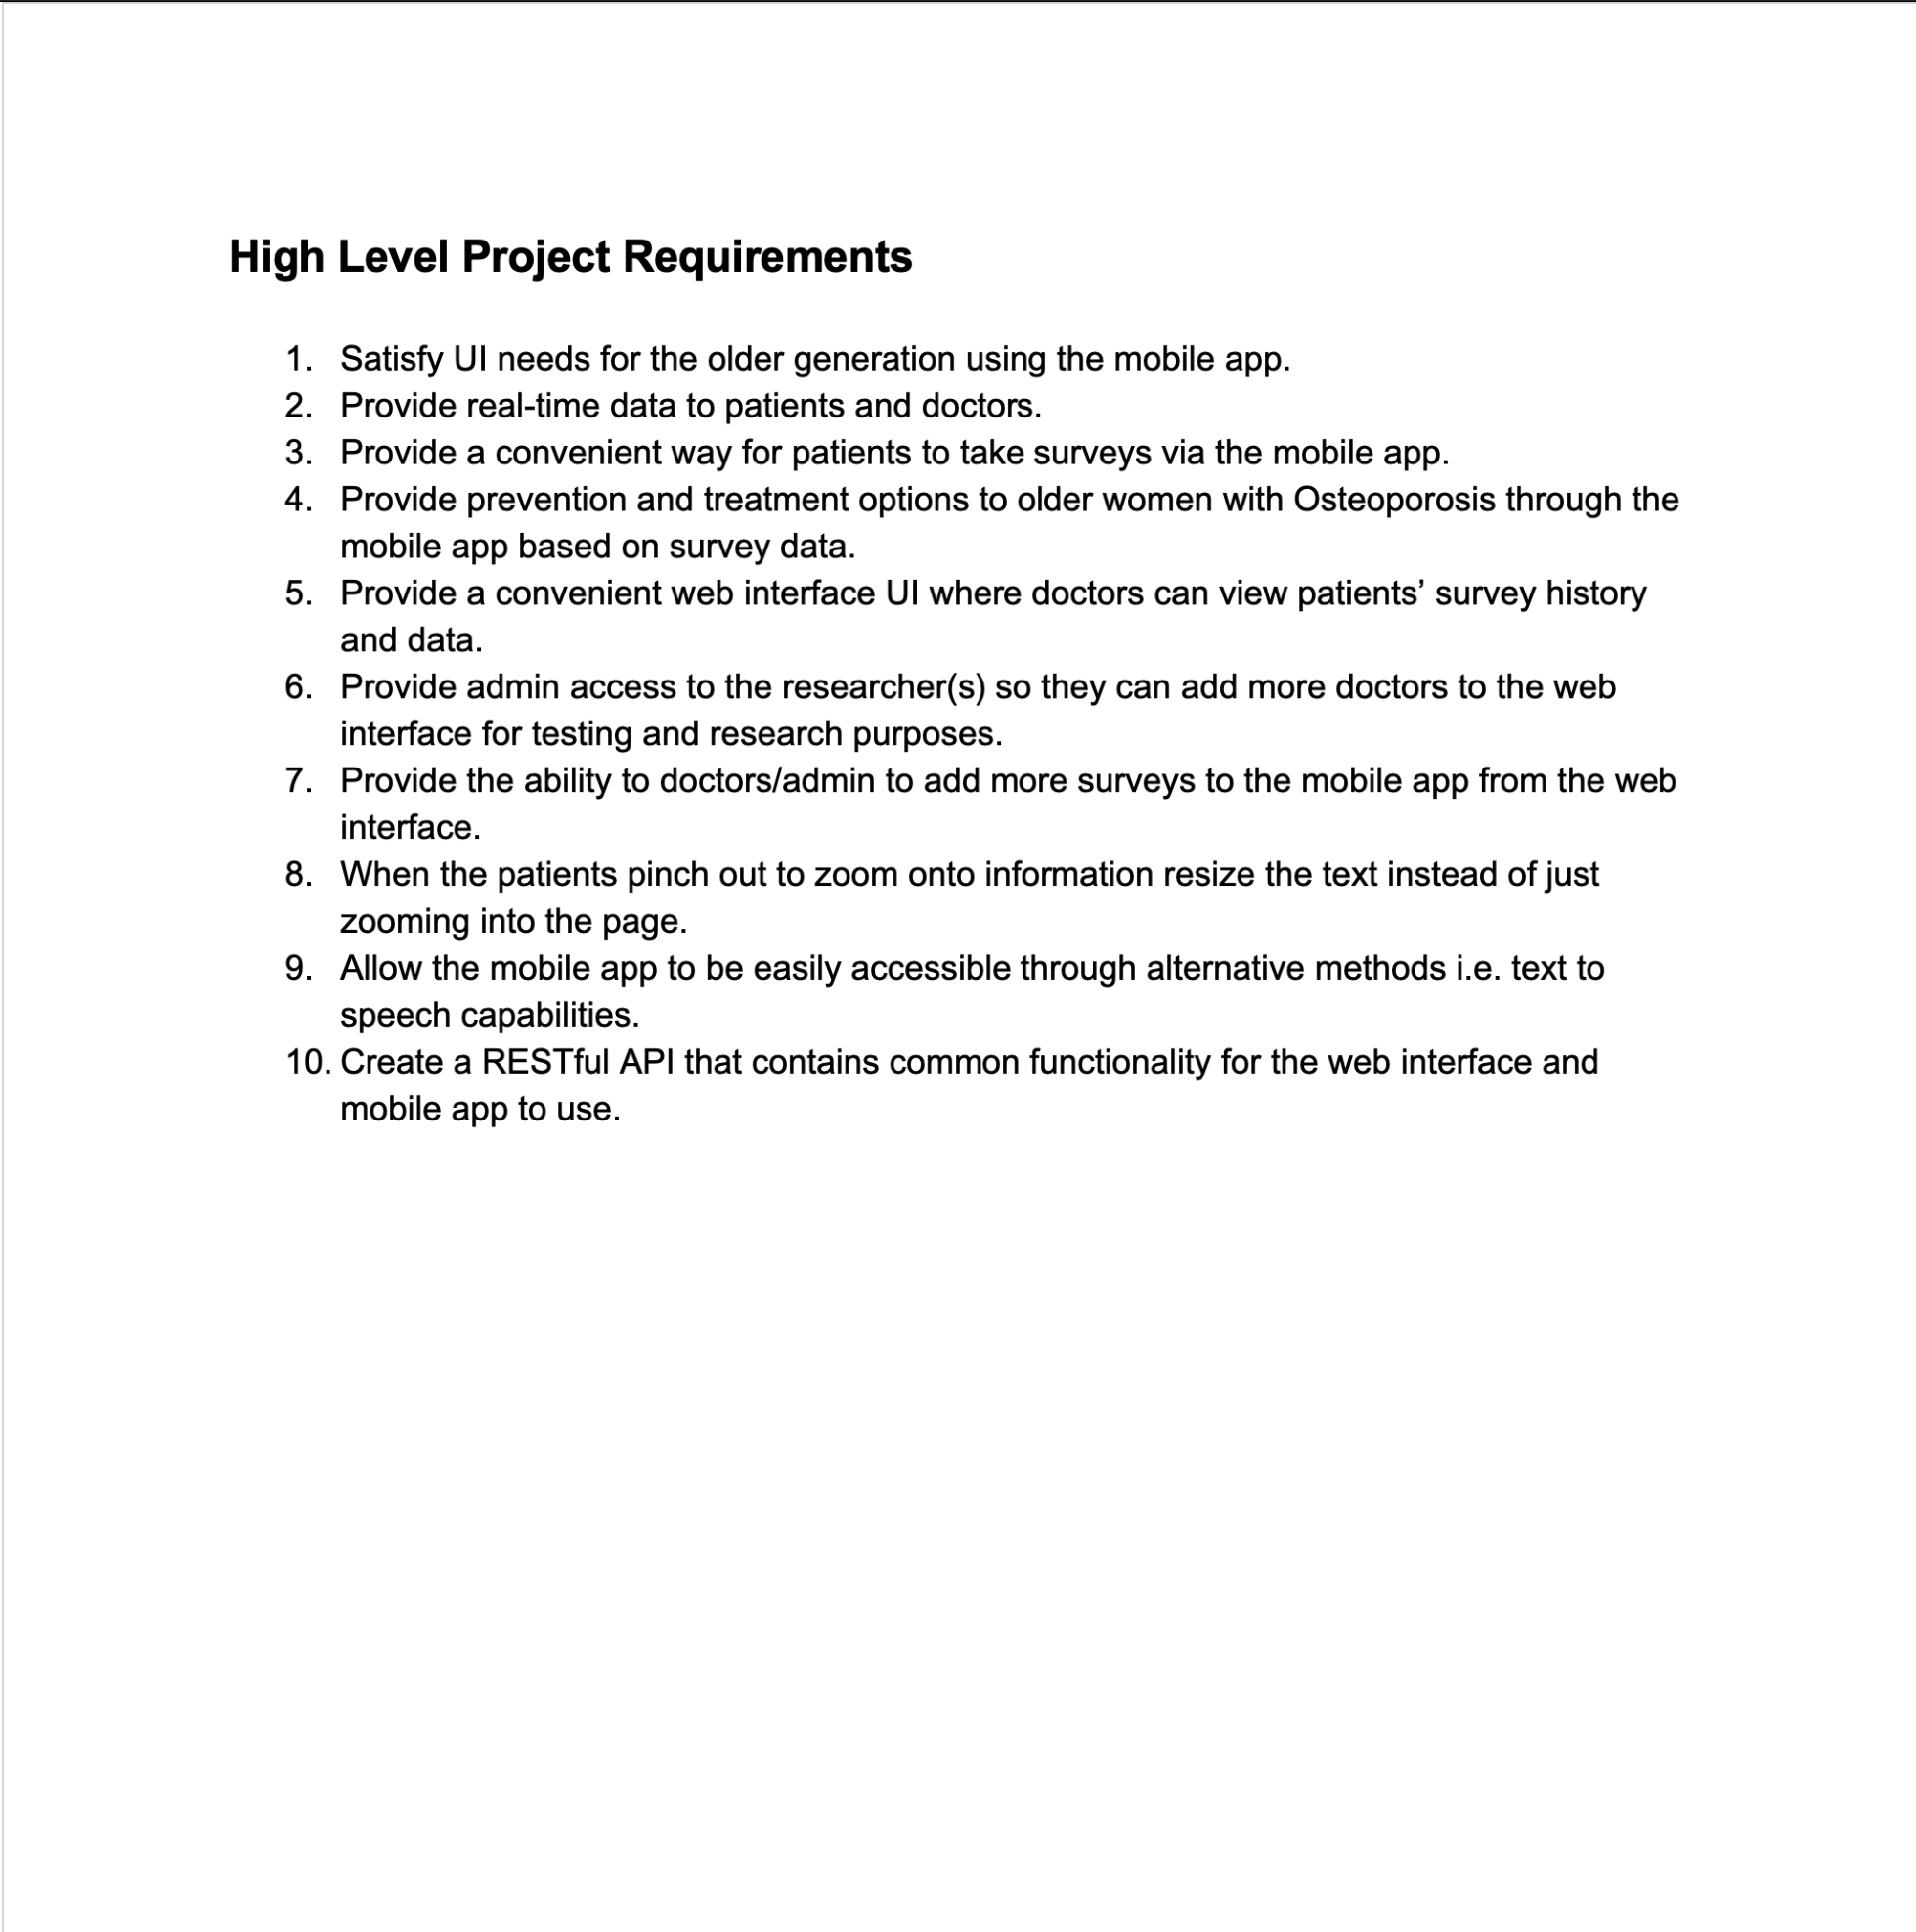 High Level Project Requirements
1. Satisfy UI needs for the older generation using the mobile app.
2. Provide real-time data to patients and doctors.
3. Provide a convenient way for patients to take surveys via the mobile app.
4. Provide prevention and treatment options to older women with Osteoporosis through the
mobile app based on survey data.
5. Provide a convenient web interface UI where doctors can view patients’ survey history
and data.
6. Provide admin access to the researcher(s) so they can add more doctors to the web
interface for testing and research purposes.
7. Provide the ability to doctors/admin to add more surveys to the mobile app from the web
interface.
8. When the patients pinch out to zoom onto information resize the text instead of just
zooming into the page.
9. Allow the mobile app to be easily accessible through alternative methods i.e. text to
speech capabilities.
10. Create a RESTful API that contains common functionality for the web interface and
mobile app to use.